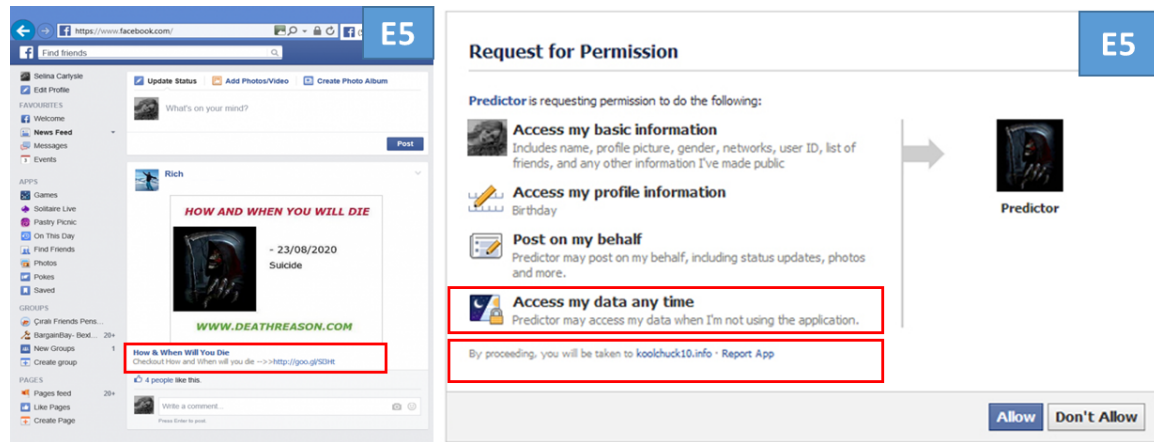 https://www.facebook.com/
E5
Find friends
Selina Carlysle
Edit Profile
FAVOURITES
Welcome
News Feed
Messages
Events
APPS
Games
Solitaire Live
Pastry Picnic
On This Day
Find Friends
Photos
Pokes
Saved
GROUPS
Çıralı Friends Pens...
BargainBay- Bexl... 20+
New Groups 1
Create group
PAGES
Pages feed 20+
Like Pages
Create Page
Update Status Add Photos/Video Create Photo Album
What's on your mind?
Post
Rich
HOW AND WHEN YOU WILL DIE
- 23/08/2020
Suicide
WWW.DEATHREASON.COM
How & When Will You Die
Checkout How and When will you die -->>http://goo.gl/S0Ht
4 people like this.
Write a comment...
Press Enter to post.
E5
Request for Permission
Predictor is requesting permission to do the following:
Access my basic information
Includes name, profile picture, gender, networks, user ID, list of
friends, and any other information I've made public
Access my profile information
Birthday
Post on my behalf
Predictor may post on my behalf, including status updates, photos
and more.
Access my data any time
Predictor may access my data when I'm not using the application.
Predictor
By proceeding, you will be taken to koolchuck10.info · Report App
Allow Don't Allow